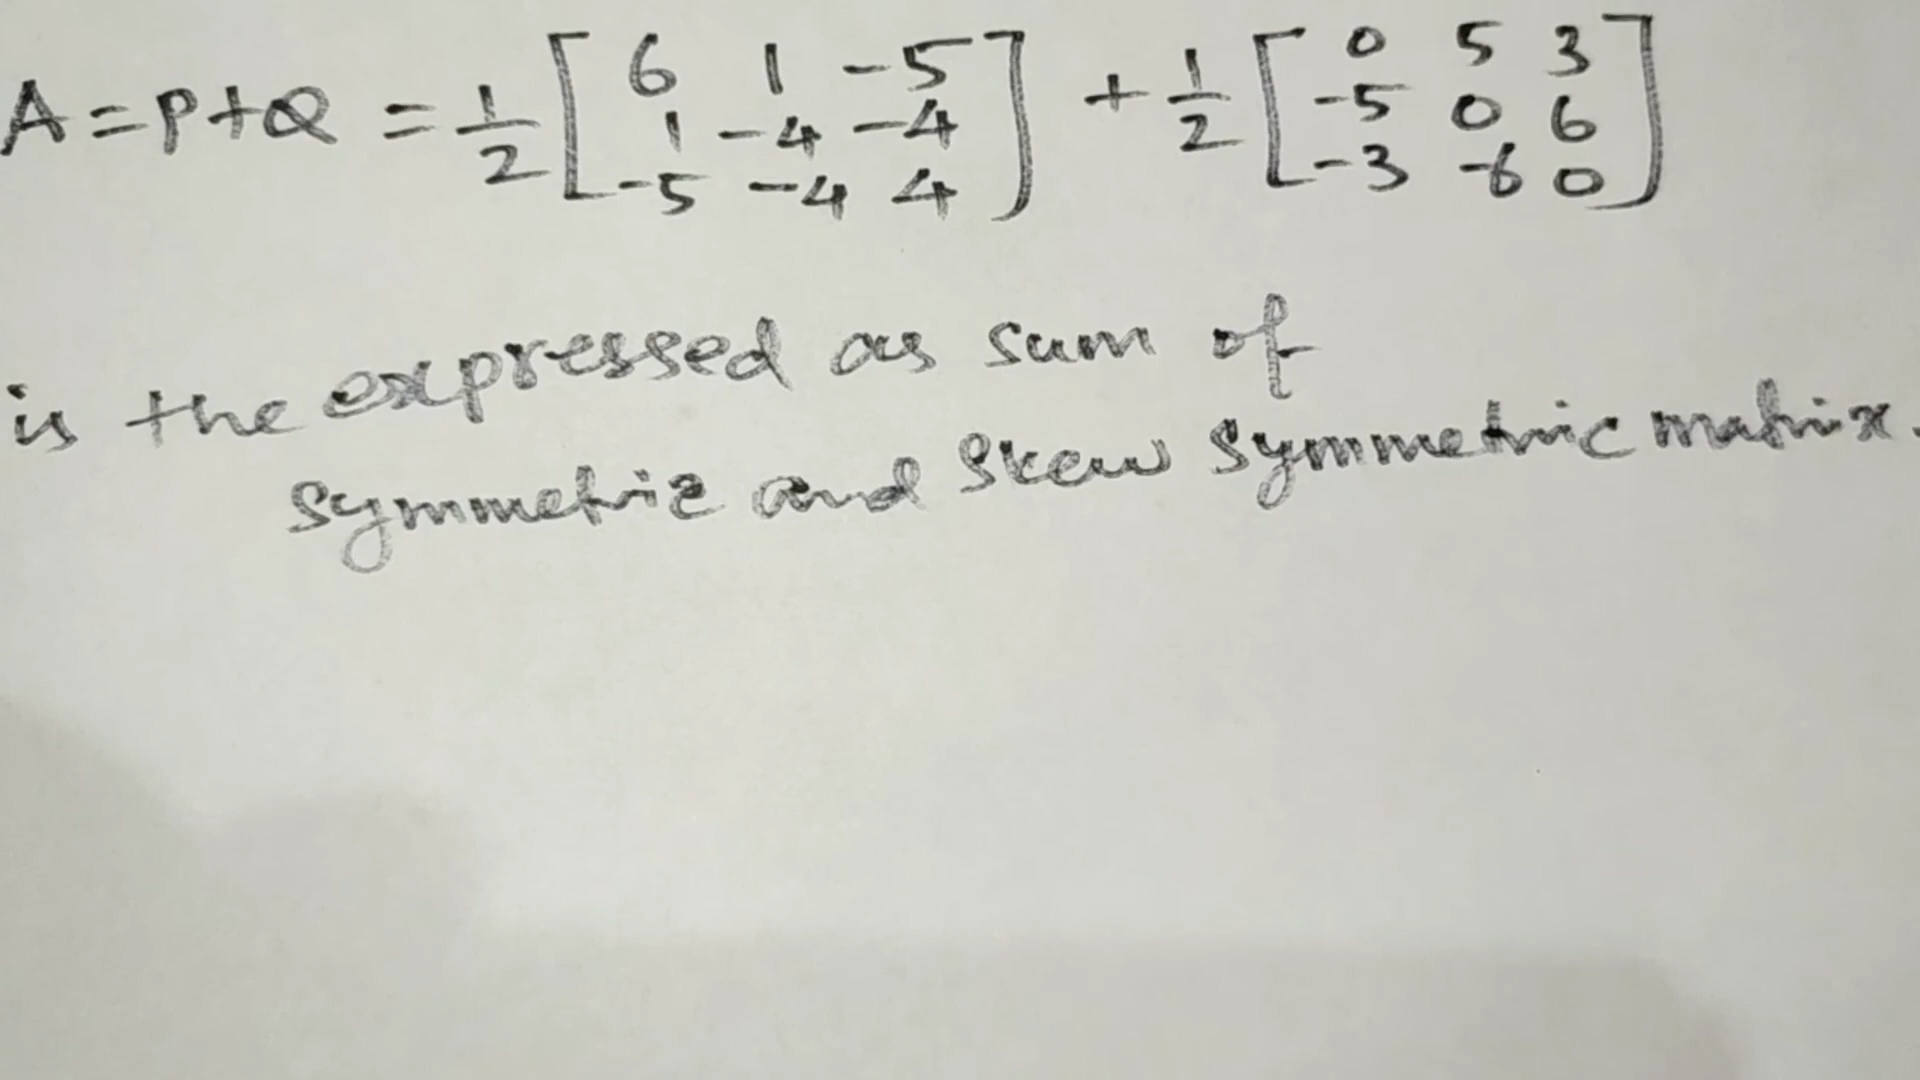 A=P+Q = 1/2 [6 1 -5
1 -4 -4
-5 -4 4] + 1/2 [0 5 3
-5 0 6
-3 -6 0]
is the expressed as sum of
symmetric and skew symmetric matrix.